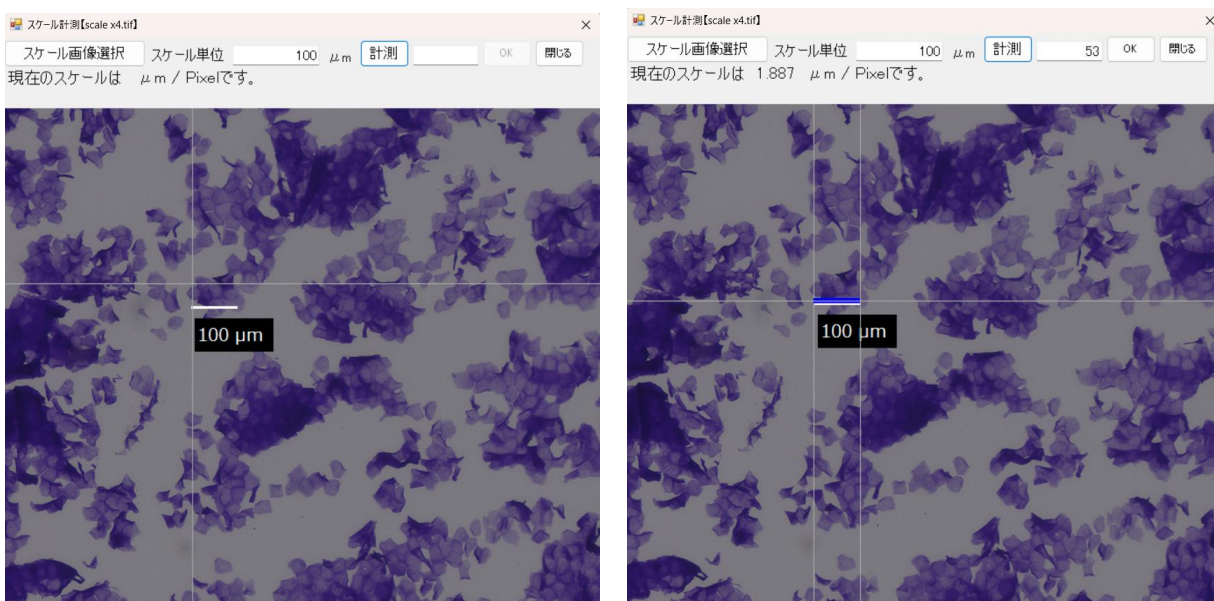 スケール計測【scale x4.tif】
スケール画像選択 スケール単位 100 μm 計測 OK 閉じる
現在のスケールは μm / Pixelです。
100 μm
スケール計測【scale x4.tif】
スケール画像選択 スケール単位 100 μm 計測 53 OK 閉じる
現在のスケールは 1.887 μm / Pixelです。
100 μm